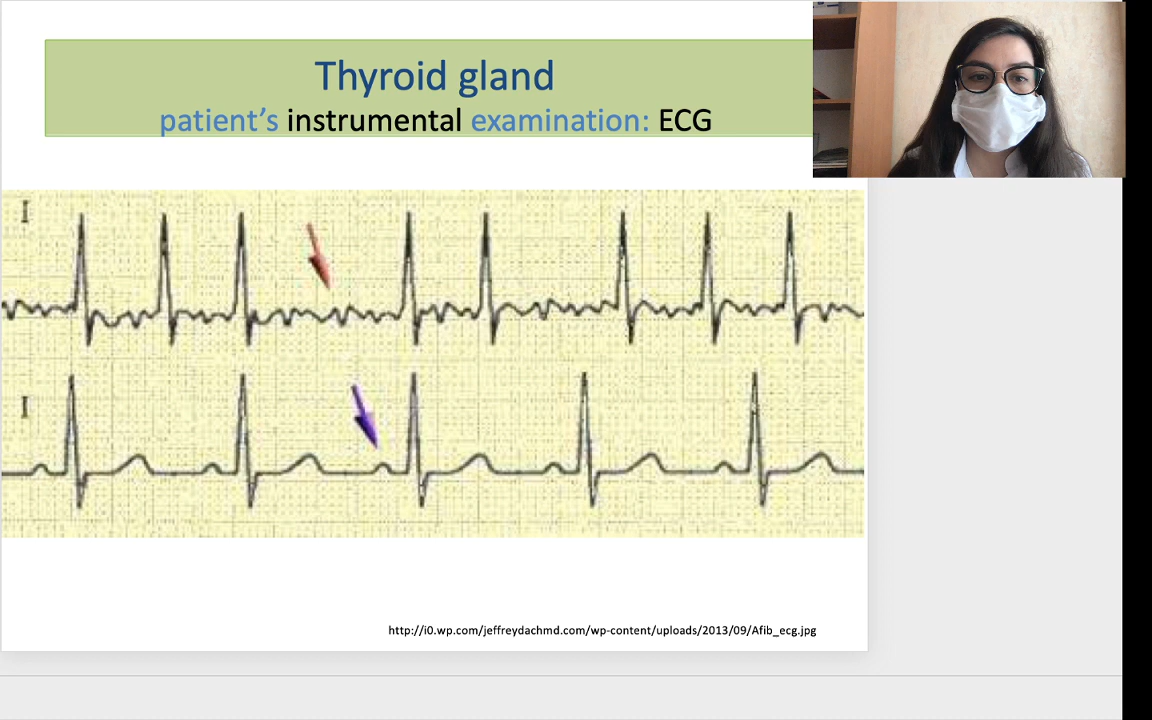 Thyroid gland
patient’s instrumental examination: ECG
I
I
http://i0.wp.com/jeffreydachmd.com/wp-content/uploads/2013/09/Afib_ecg.jpg